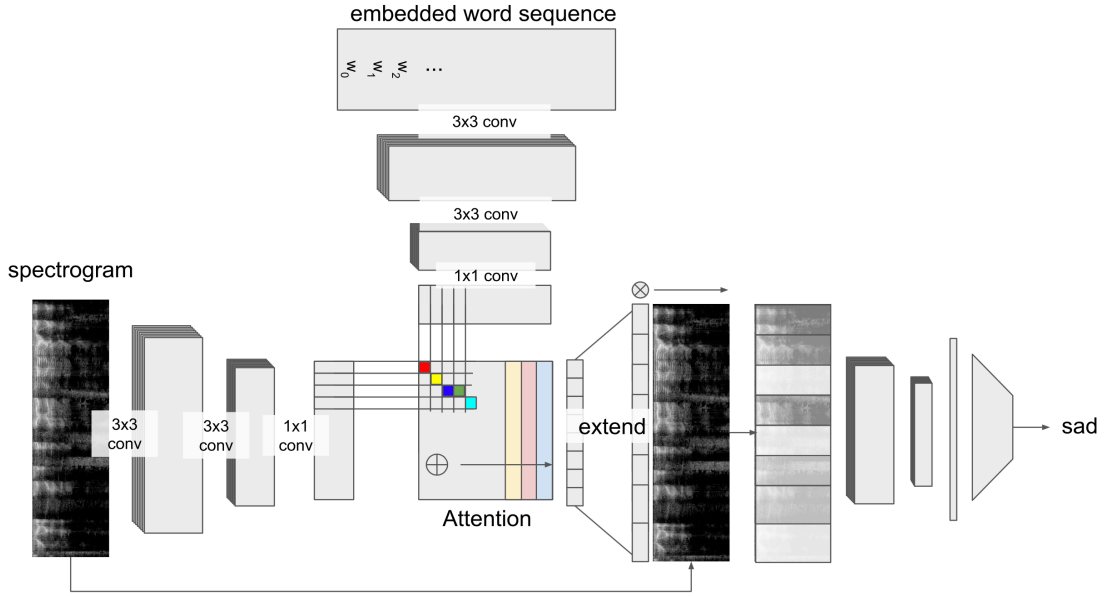 embedded word sequence
w0 w1 w2 ...
3x3 conv
3x3 conv
1x1 conv
spectrogram
3x3
conv
3x3
conv
1x1
conv
extend
sad
Attention